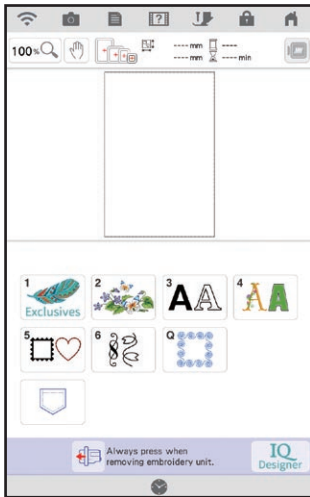 100%
---- mm ----
---- mm ---- min
1 2 3 AA 4 AA
Exclusives
5 6 Q
Always press when
removing embroidery unit.
IQ
Designer